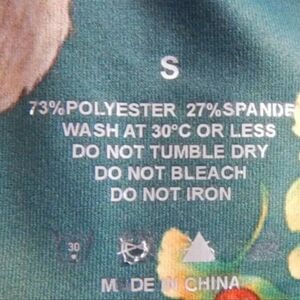 S
73%POLYESTER 27%SPANDE
WASH AT 30°C OR LESS
DO NOT TUMBLE DRY
DO NOT BLEACH
DO NOT IRON
30
MADE IN CHINA